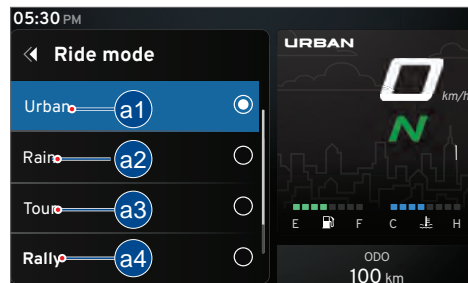 05:30 PM
Ride mode
Urban a1
Rain a2
Tour a3
Rally a4
URBAN
0 km/h
N
E F C H
ODO
100 km